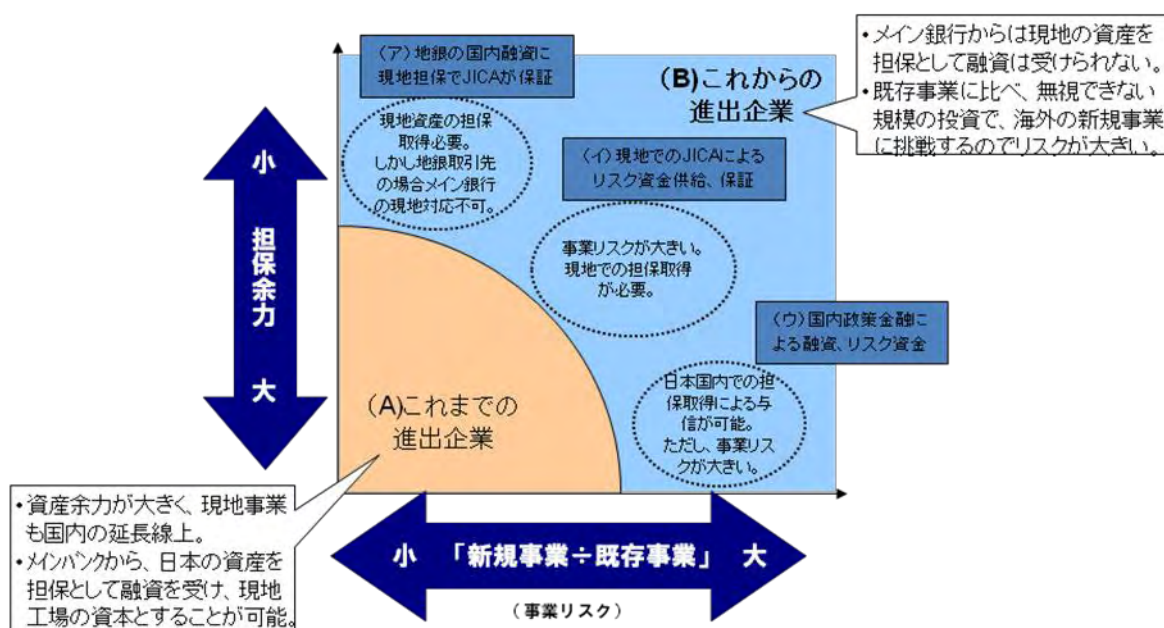 (ア)地銀の国内融資に
現地担保でJICAが保証
(B)これからの
進出企業
・メイン銀行からは現地の資産を
担保として融資は受けられない。
・既存事業に比べ、無視できない
規模の投資で、海外の新規事業
に挑戦するのでリスクが大きい。
現地資産の担保
取得必要。
しかし地銀取引先
の場合メイン銀行
の現地対応不可。
(イ)現地でのJICAによる
リスク資金供給、保証
小
担保余力
大
事業リスクが大きい。
現地での担保取得
が必要。
(ウ)国内政策金融に
よる融資、リスク資金
日本国内での担
保取得による与
信が可能。
ただし、事業リス
クが大きい。
(A)これまでの
進出企業
・資産余力が大きく、現地事業
も国内の延長線上。
・メインバンクから、日本の資産を
担保として融資を受け、現地
工場の資本とすることが可能。
小 「新規事業÷既存事業」 大
(事業リスク)